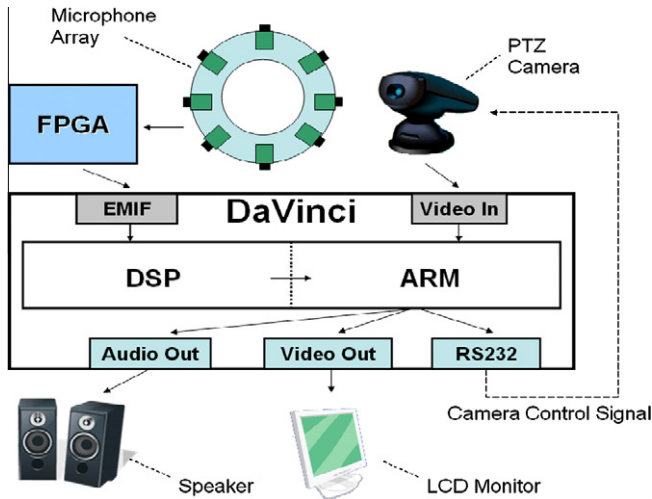 Microphone
Array
PTZ
Camera
FPGA
EMIF
DaVinci
Video In
DSP
ARM
Audio Out
Video Out
RS232
Camera Control Signal
Speaker
LCD Monitor